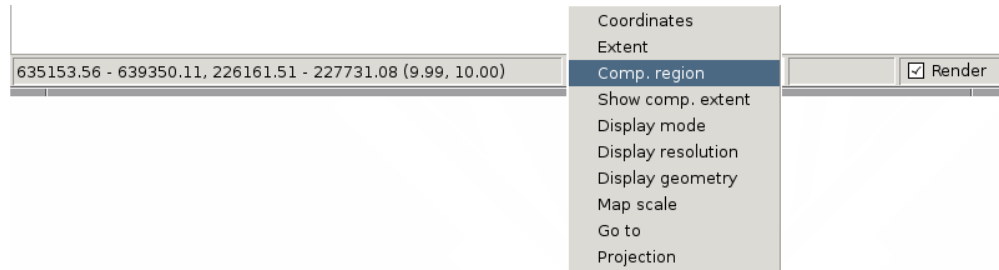 Coordinates
Extent
635153.56 - 639350.11, 226161.51 - 227731.08 (9.99, 10.00)
Comp. region
Render
Show comp. extent
Display mode
Display resolution
Display geometry
Map scale
Go to
Projection